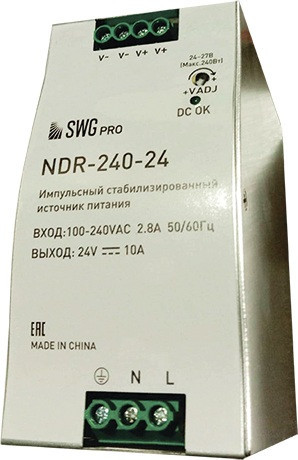 V- V- V+ V+
24-27В
(Макс.240Вт)
+VADJ
DC OK
SWG PRO
NDR-240-24
Импульсный стабилизированный
источник питания
ВХОД:100-240VAC 2.8A 50/60Гц
ВЫХОД: 24V ⎓ 10A
EAC
MADE IN CHINA
N L